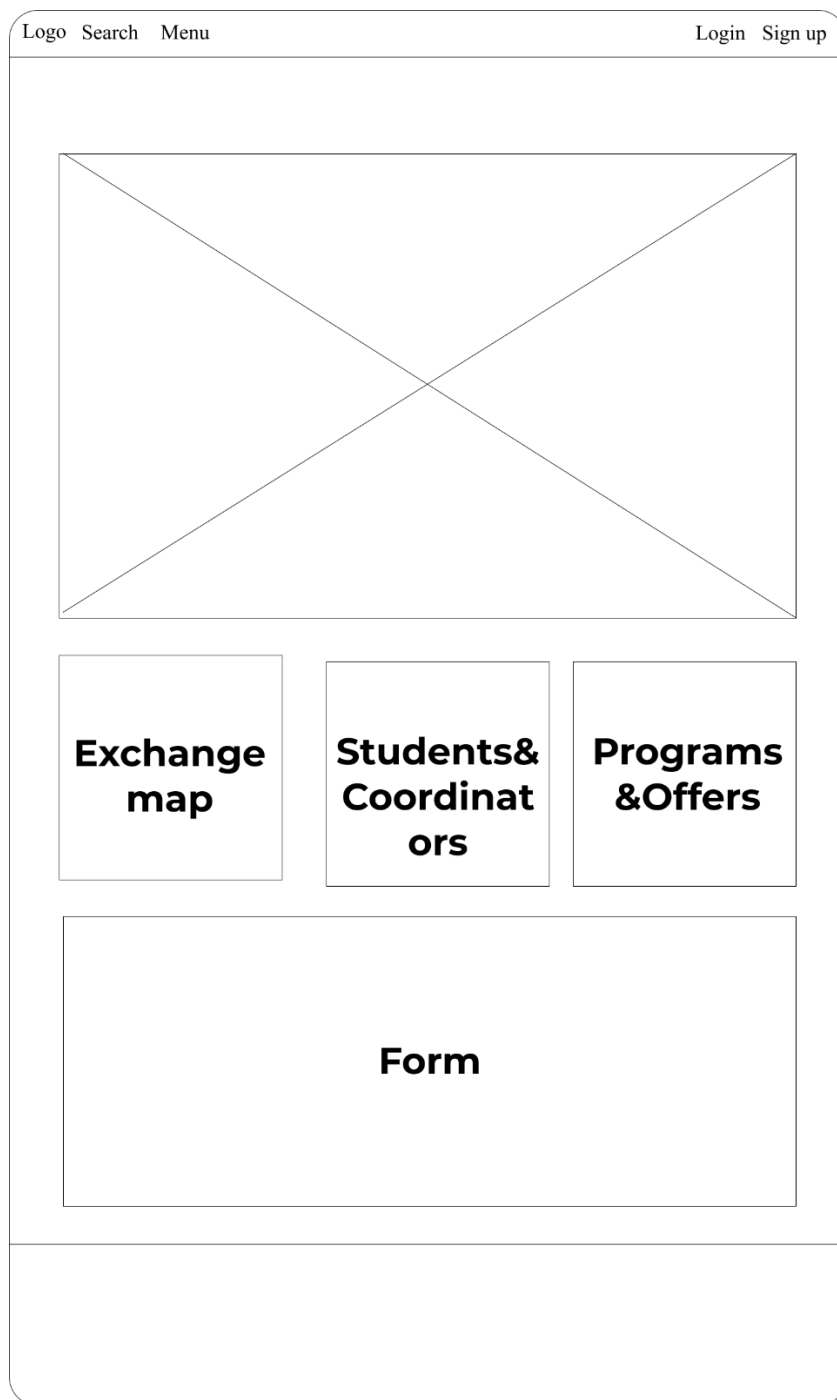 Logo Search Menu Login Sign up
Exchange
map
Students&
Coordinat
ors
Programs
&Offers
Form